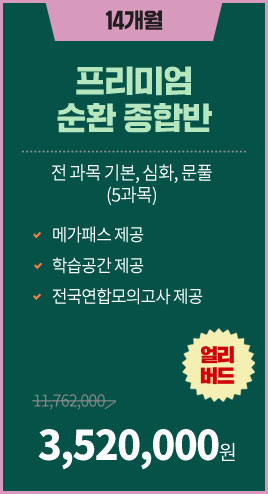 14개월
프리미엄
순환 종합반
전 과목 기본, 심화, 문풀
(5과목)
메가패스 제공
학습공간 제공
전국연합모의고사 제공
얼리
버드
11,762,000
3,520,000원